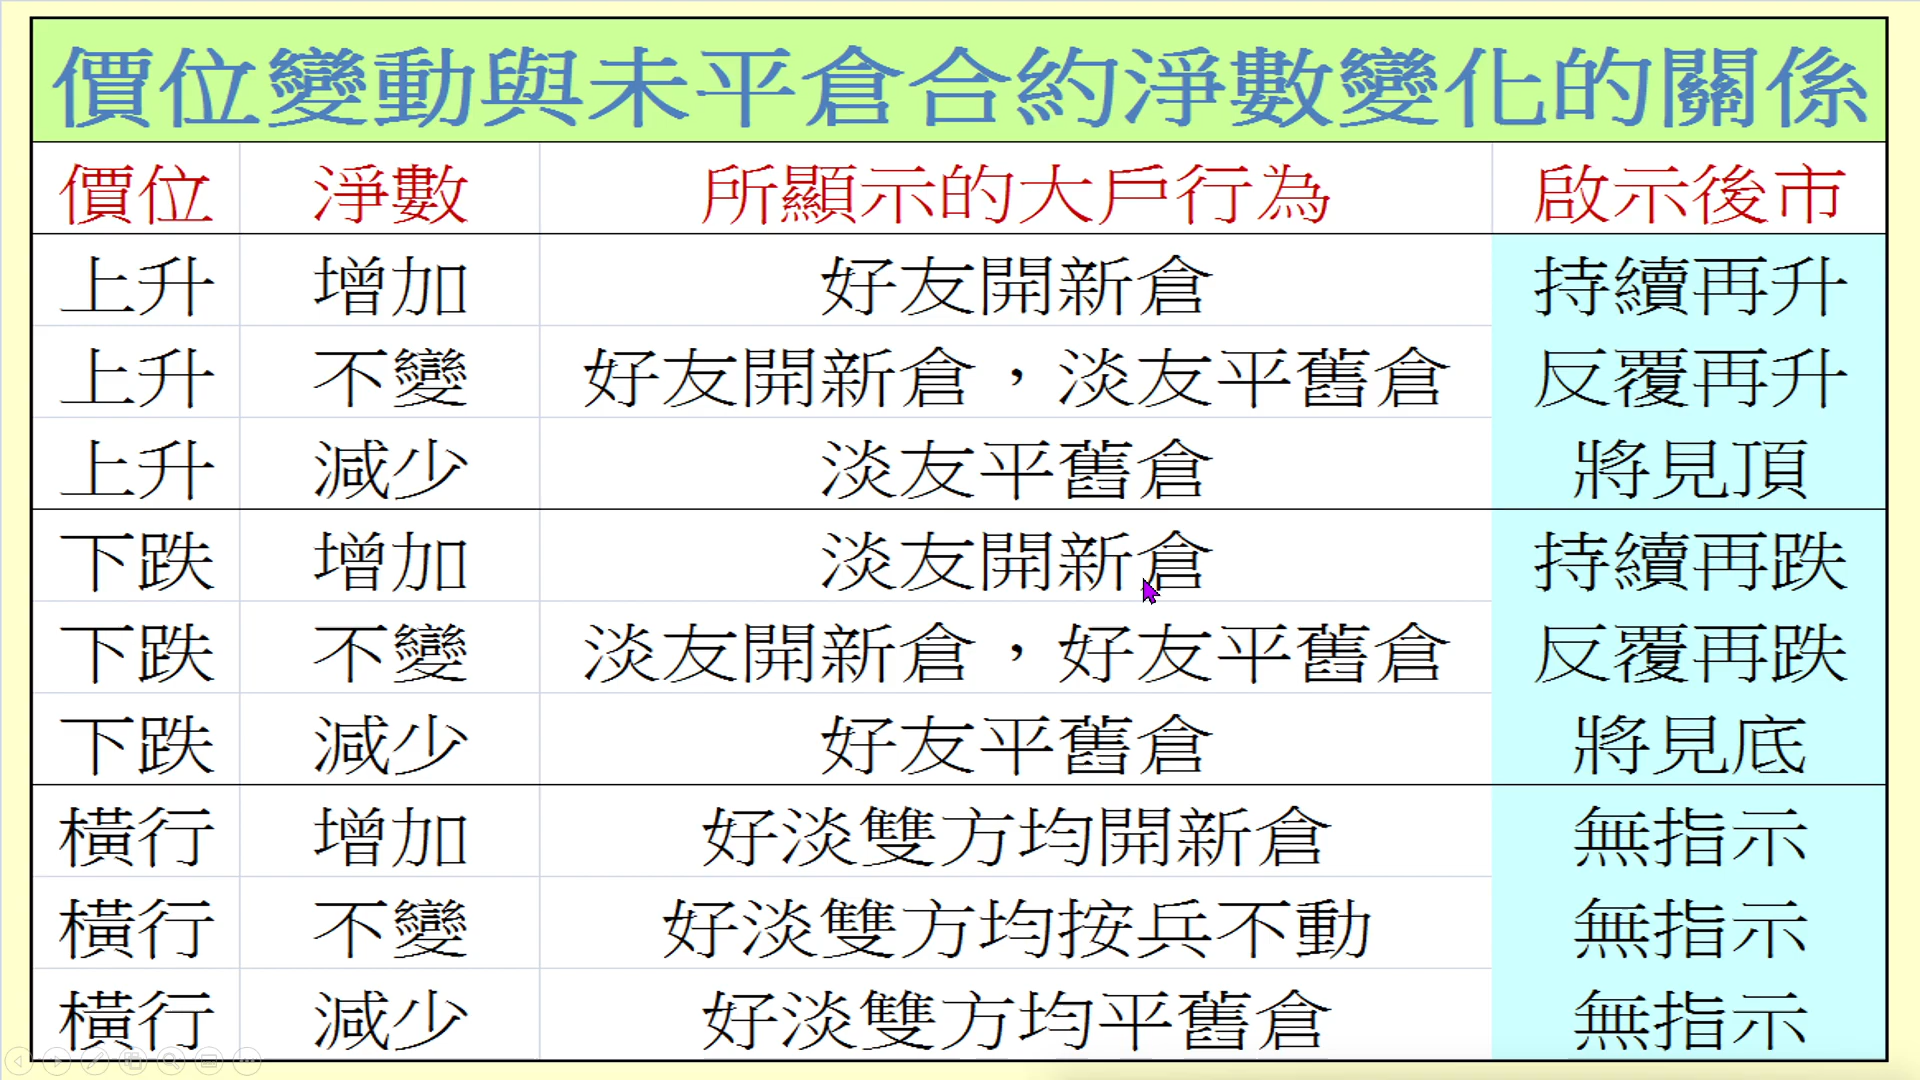 價位變動與未平倉合約淨數變化的關係
價位 淨數 所顯示的大戶行為 啟示後市
上升 增加 好友開新倉 持續再升
上升 不變 好友開新倉，淡友平舊倉 反覆再升
上升 減少 淡友平舊倉 將見頂
下跌 增加 淡友開新倉 持續再跌
下跌 不變 淡友開新倉，好友平舊倉 反覆再跌
下跌 減少 好友平舊倉 將見底
橫行 增加 好淡雙方均開新倉 無指示
橫行 不變 好淡雙方均按兵不動 無指示
橫行 減少 好淡雙方均平舊倉 無指示